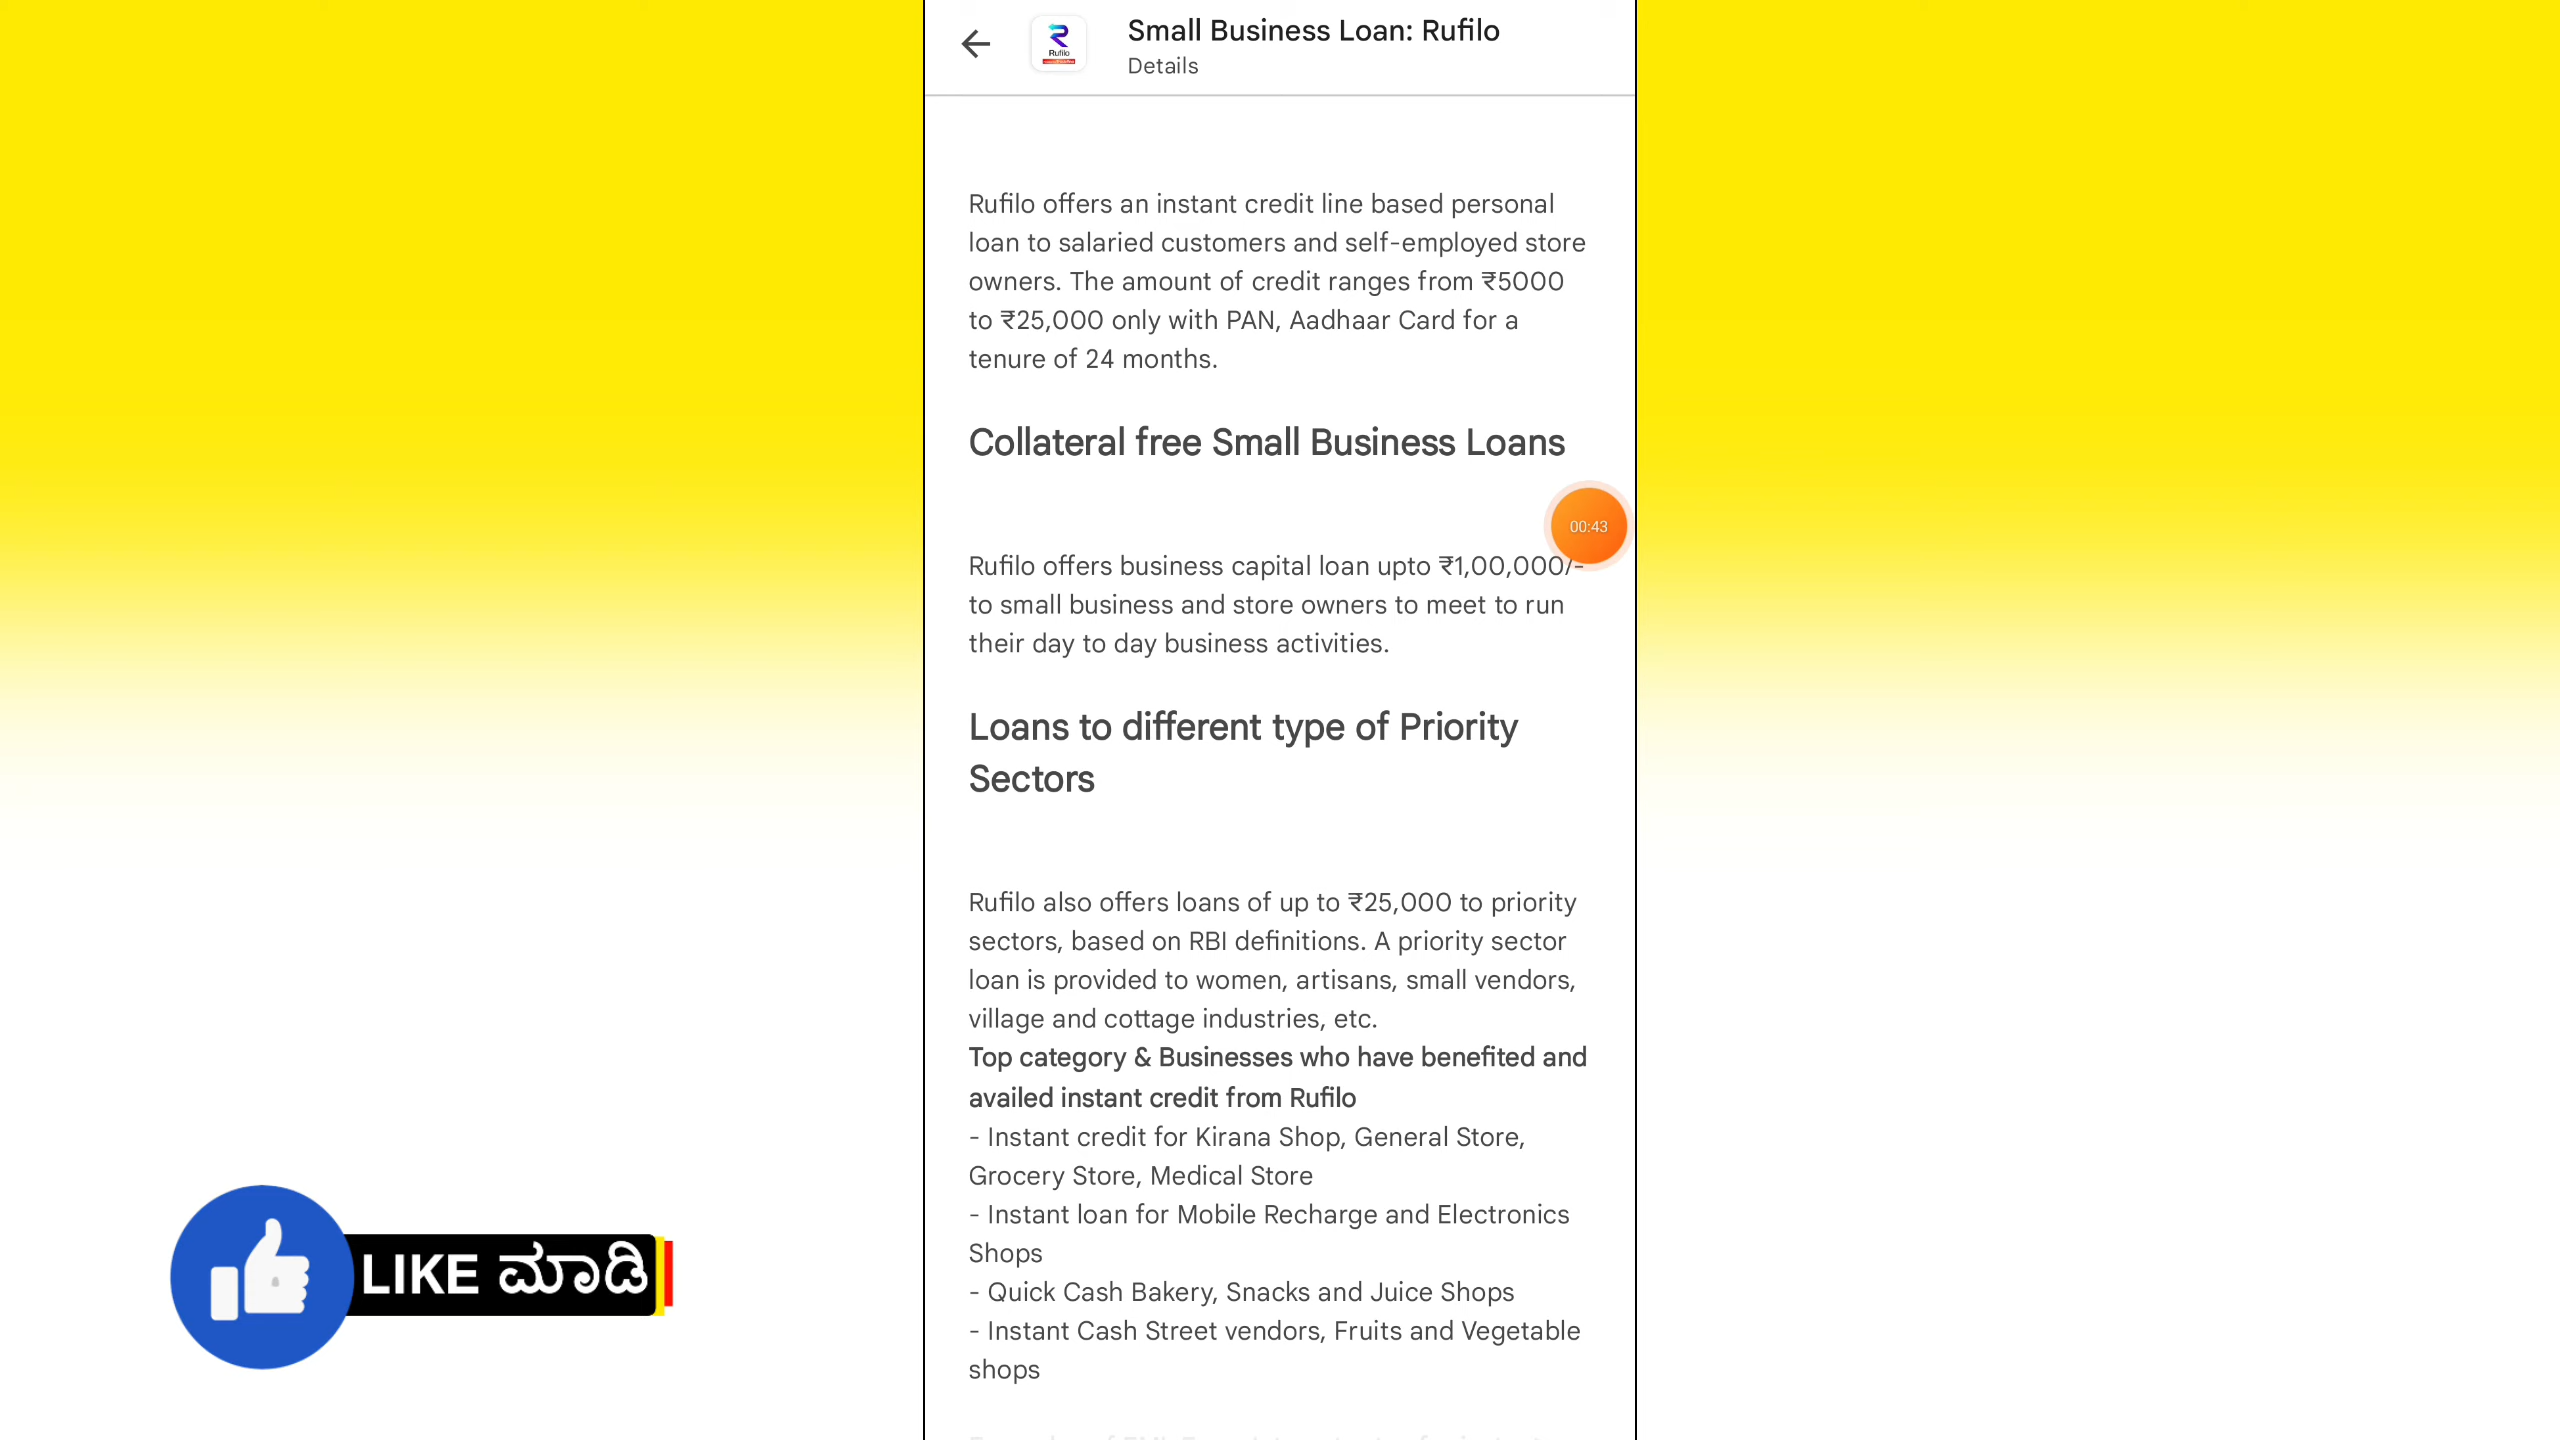 Small Business Loan: Rufilo
Rufilo
Details
Rufilo offers an instant credit line based personal
loan to salaried customers and self-employed store
owners. The amount of credit ranges from ₹5000
to ₹25,000 only with PAN, Aadhaar Card for a
tenure of 24 months.
Collateral free Small Business Loans
00:43
Rufilo offers business capital loan upto ₹1,00,000/-
to small business and store owners to meet to run
their day to day business activities.
Loans to different type of Priority
Sectors
Rufilo also offers loans of up to ₹25,000 to priority
sectors, based on RBI definitions. A priority sector
loan is provided to women, artisans, small vendors,
village and cottage industries, etc.
Top category & Businesses who have benefited and
availed instant credit from Rufilo
- Instant credit for Kirana Shop, General Store,
Grocery Store, Medical Store
- Instant loan for Mobile Recharge and Electronics
Shops
- Quick Cash Bakery, Snacks and Juice Shops
- Instant Cash Street vendors, Fruits and Vegetable
shops
LIKE ಮಾಡಿ